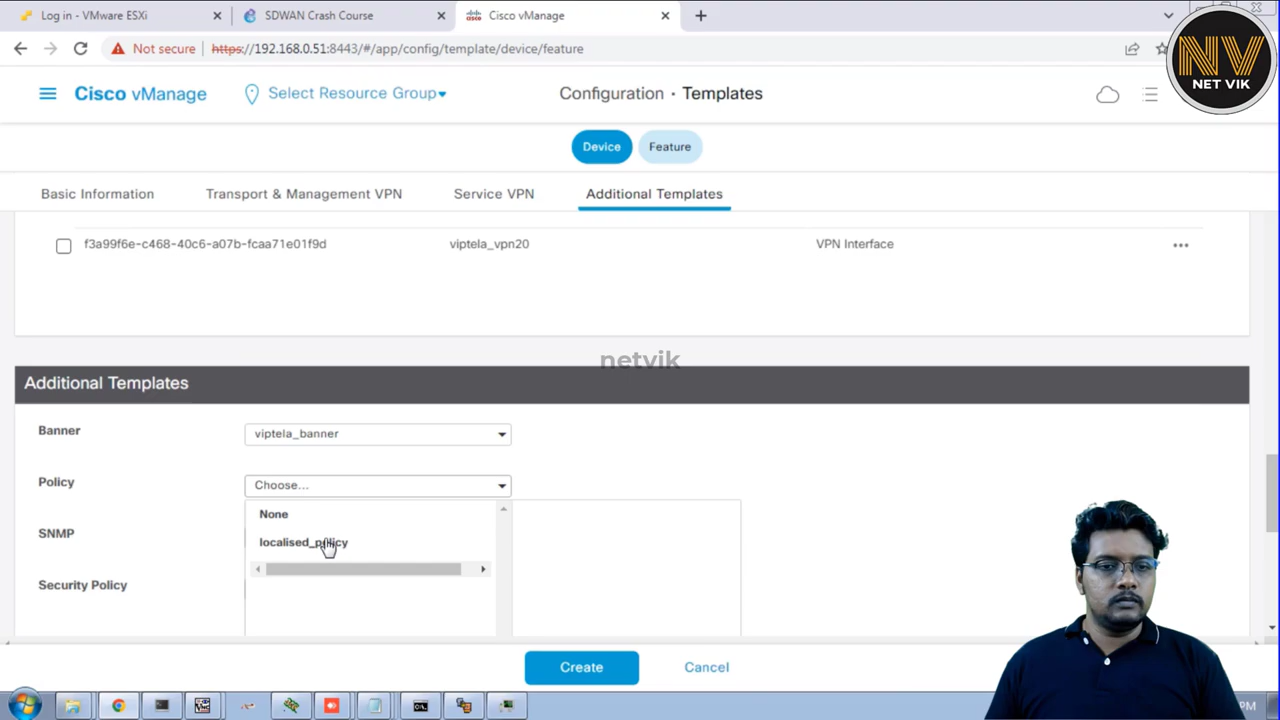 Log in - VMware ESXi
SDWAN Crash Course
Cisco vManage
Not secure
https://192.168.0.51:8443/#/app/config/template/device/feature
NV
NET VIK
Cisco vManage
Select Resource Group
Configuration · Templates
Device
Feature
Basic Information
Transport & Management VPN
Service VPN
Additional Templates
f3a99f6e-c468-40c6-a07b-fcaa71e01f9d
viptela_vpn20
VPN Interface
netvik
Additional Templates
Banner
viptela_banner
Policy
Choose...
None
SNMP
localised_policy
Security Policy
Create
Cancel
PM